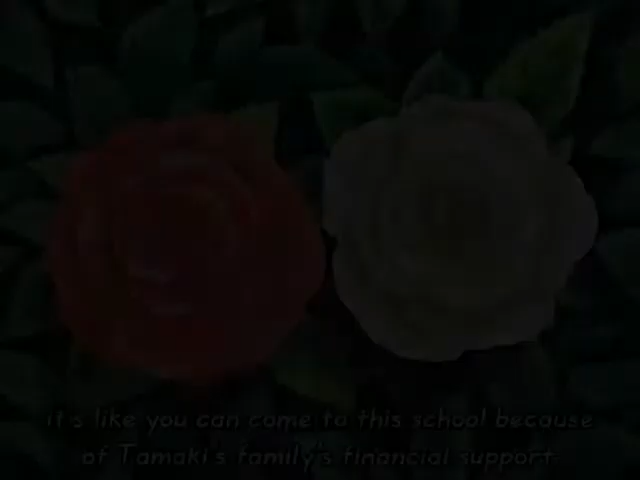 it's like you can come to this school because
of Tamaki's family's financial support